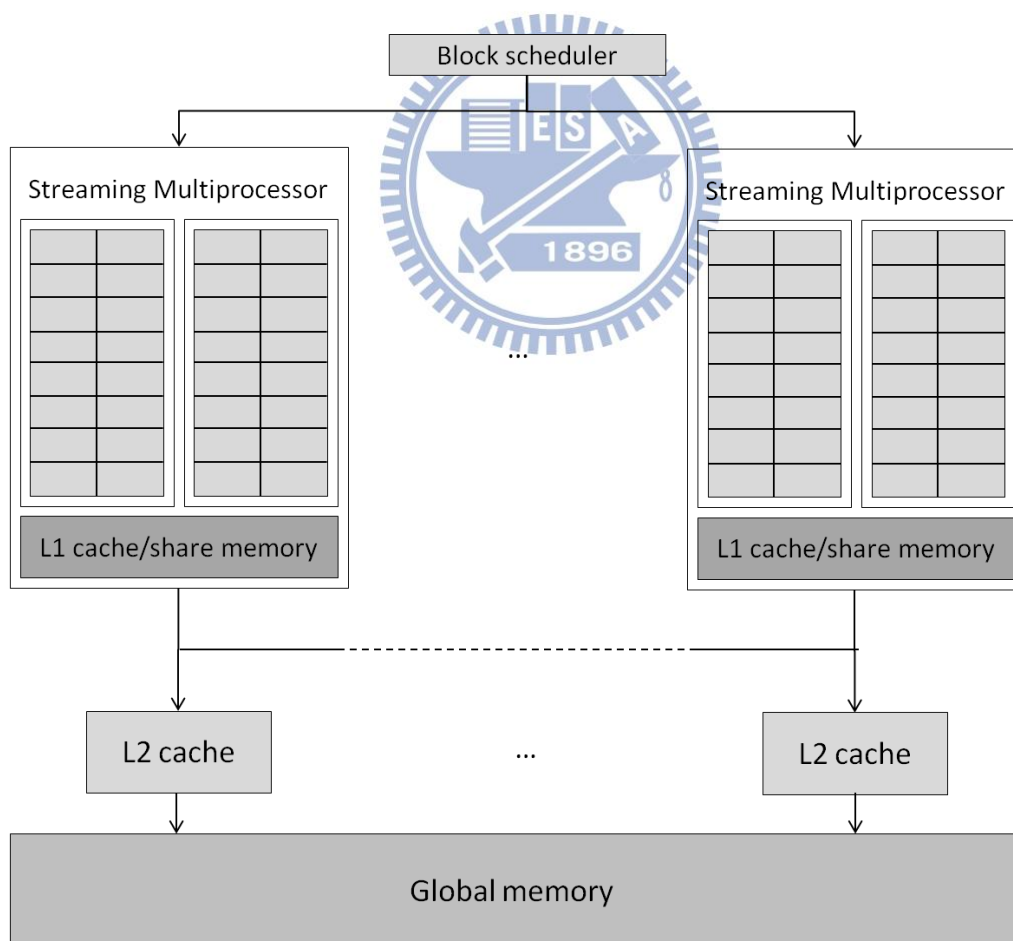 Block scheduler
ESA
1896
Streaming Multiprocessor
Streaming Multiprocessor
...
L1 cache/share memory
L1 cache/share memory
L2 cache
...
L2 cache
Global memory